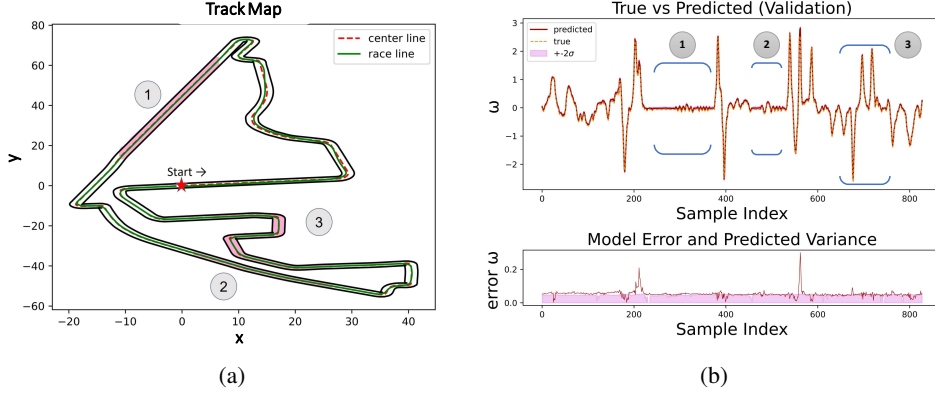 Track Map
center line
race line
80
60
40
20
0
−20
−40
−60
y
1
Start →
3
2
−20
−10
0
10
20
30
40
x
(a)
True vs Predicted (Validation)
predicted
true
+-2σ
1
2
3
3
2
1
0
−1
−2
ω
0
200
400
600
800
Sample Index
Model Error and Predicted Variance
error ω
0.2
0.0
0
200
400
600
800
Sample Index
(b)